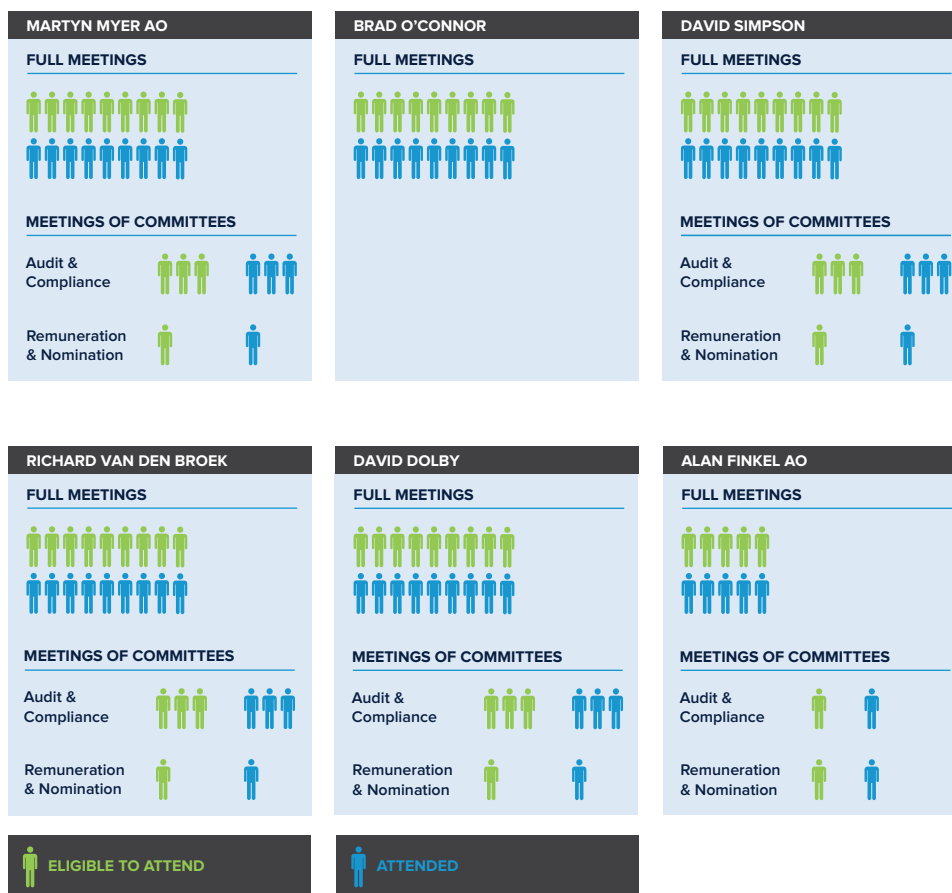 MARTYN MYER AO
FULL MEETINGS
MEETINGS OF COMMITTEES
Audit &
Compliance
Remuneration
& Nomination
BRAD O’CONNOR
FULL MEETINGS
DAVID SIMPSON
FULL MEETINGS
MEETINGS OF COMMITTEES
Audit &
Compliance
Remuneration
& Nomination
RICHARD VAN DEN BROEK
FULL MEETINGS
MEETINGS OF COMMITTEES
Audit &
Compliance
Remuneration
& Nomination
DAVID DOLBY
FULL MEETINGS
MEETINGS OF COMMITTEES
Audit &
Compliance
Remuneration
& Nomination
ALAN FINKEL AO
FULL MEETINGS
MEETINGS OF COMMITTEES
Audit &
Compliance
Remuneration
& Nomination
ELIGIBLE TO ATTEND
ATTENDED